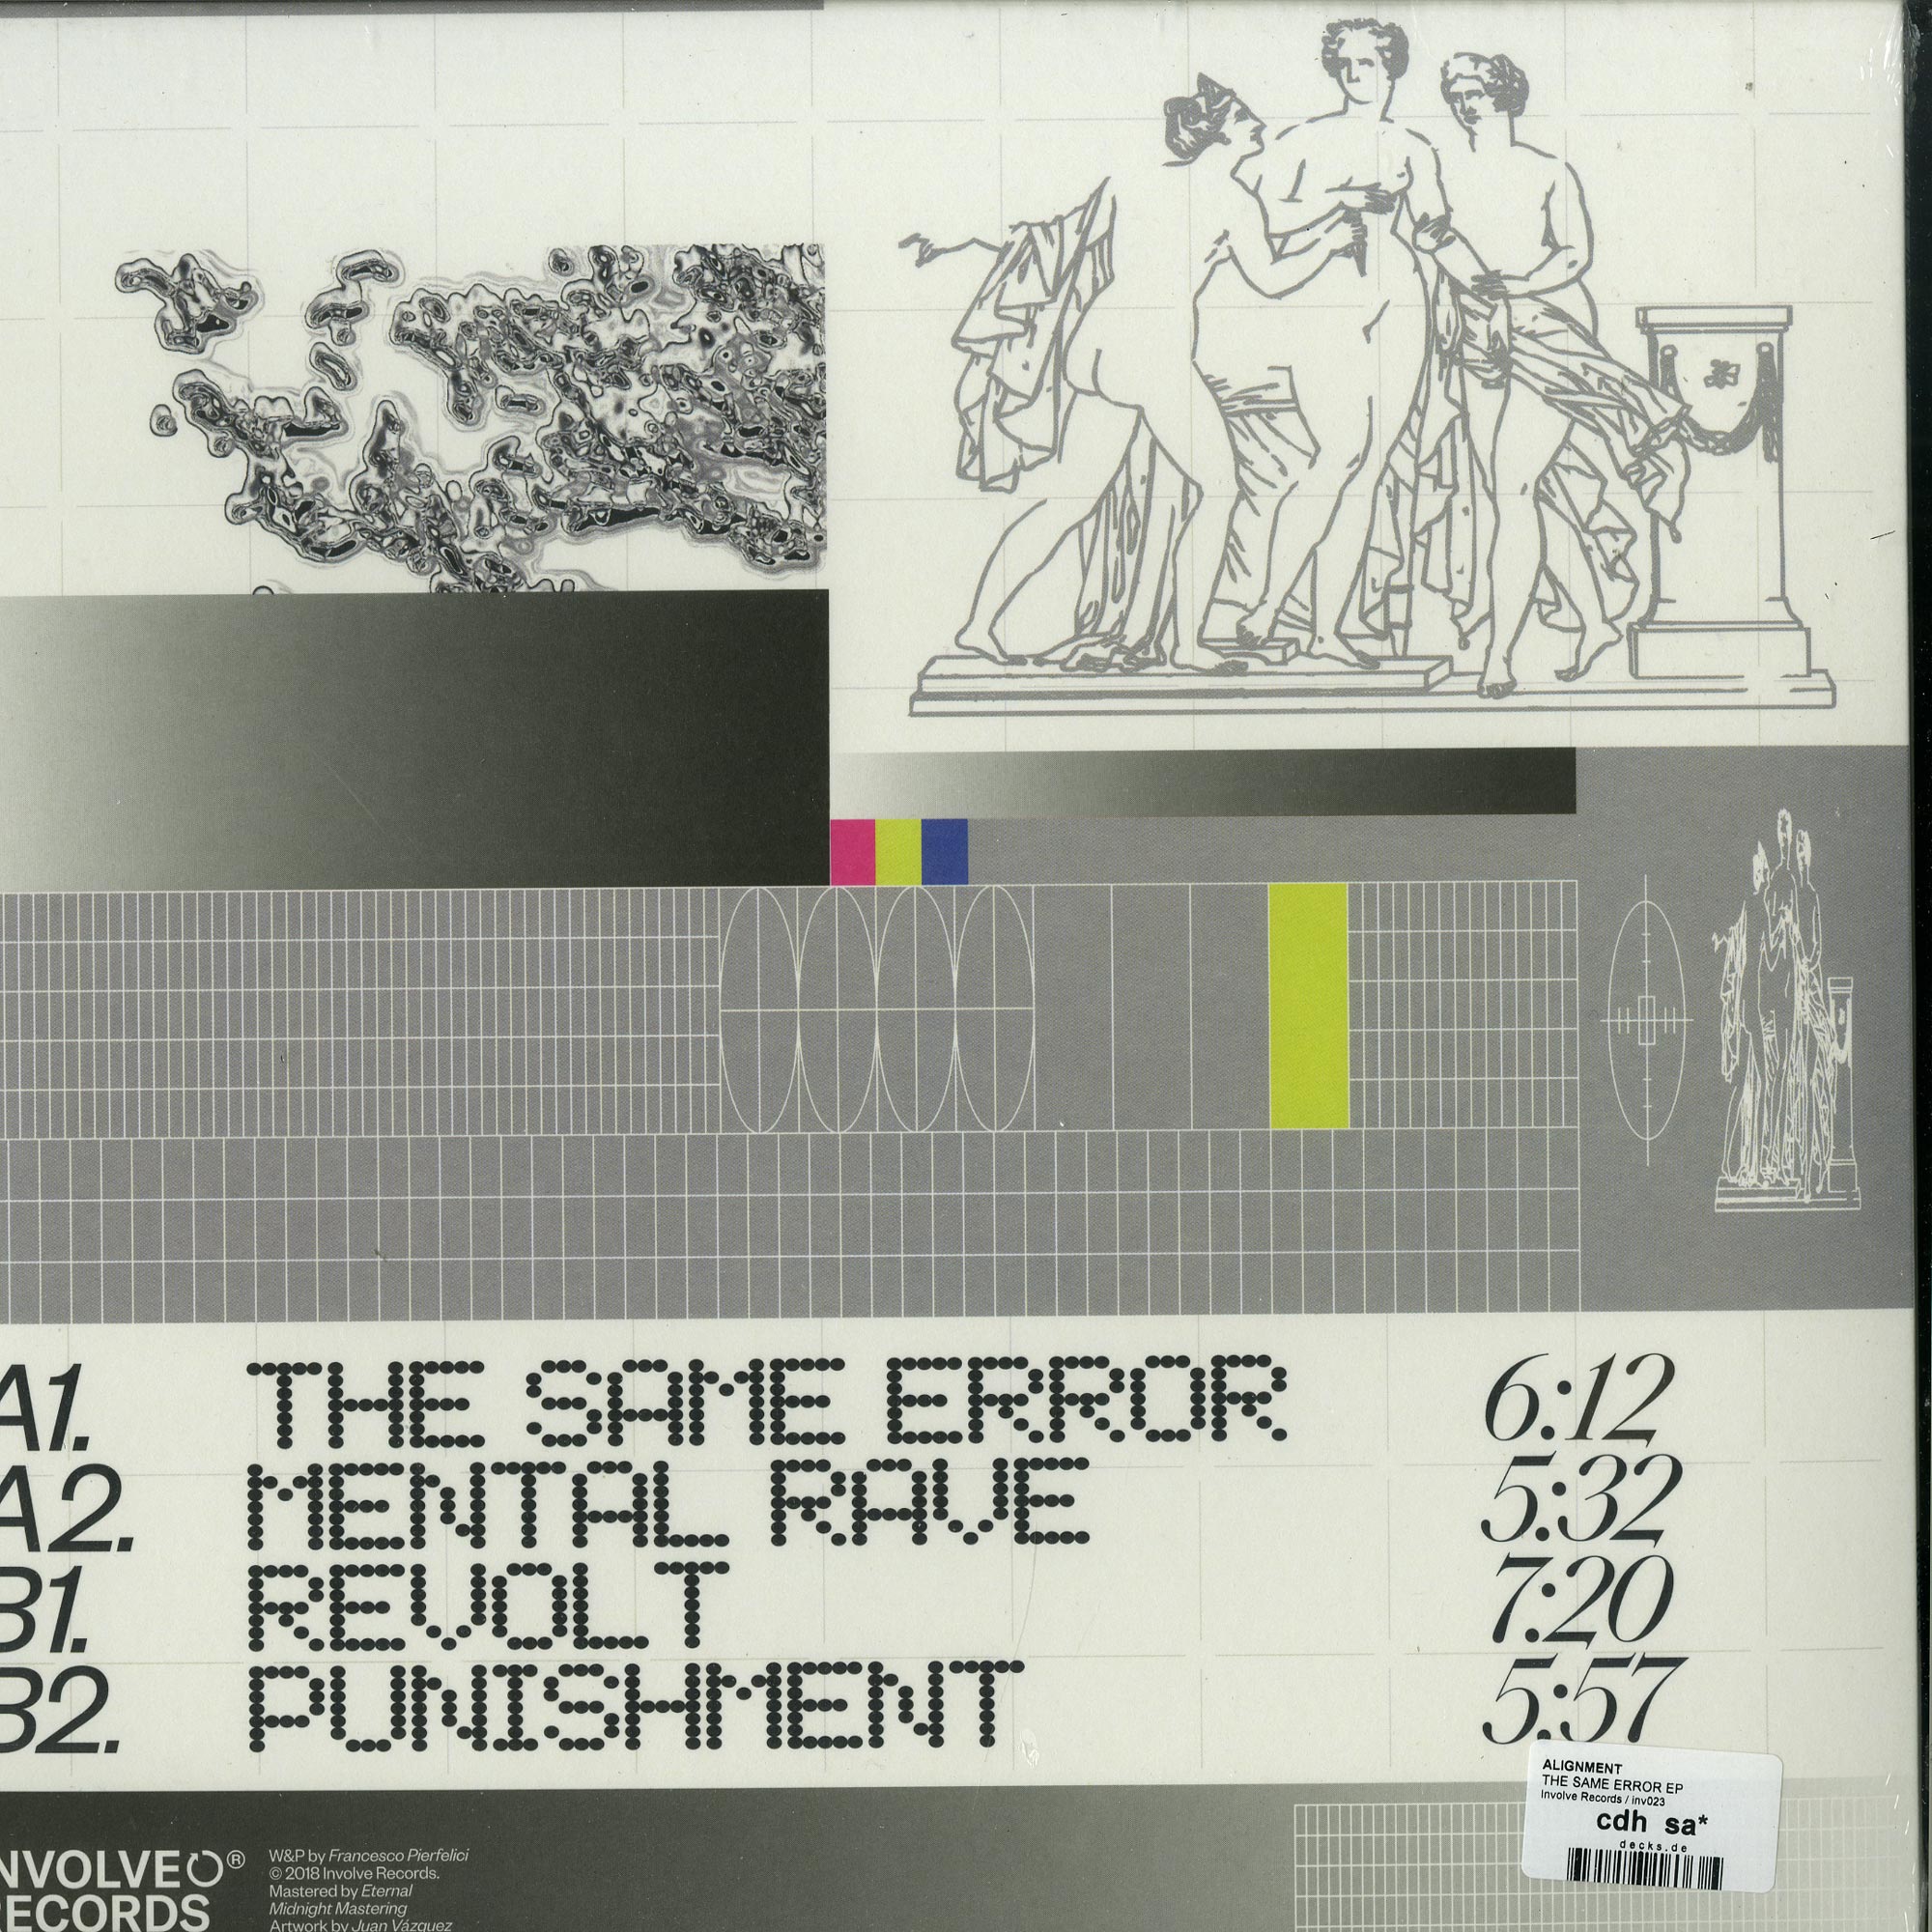 A1. THE SAME ERROR 6:12
A2. MENTAL RAVE 5:32
B1. REVOLT 7:20
B2. PUNISHMENT 5:57
ALIGNMENT
THE SAME ERROR EP
Involve Records / inv023
cdh sa*
decks.de
NVOLVE ®
RECORDS
W&P by Francesco Pierfelici
© 2018 Involve Records.
Mastered by Eternal
Midnight Mastering
Artwork by Juan Vázquez